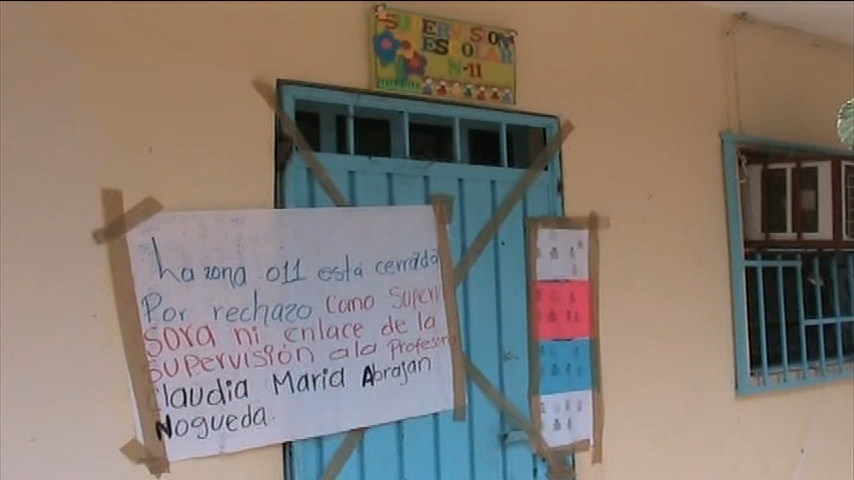 SUPERVISION
ESCOLAR
N-11
La zona 011 está cerrada
Por rechazo como Supervi
sora ni enlace de la
supervisión a la Profesora
Claudia Maria Abrajan
Nogueda.